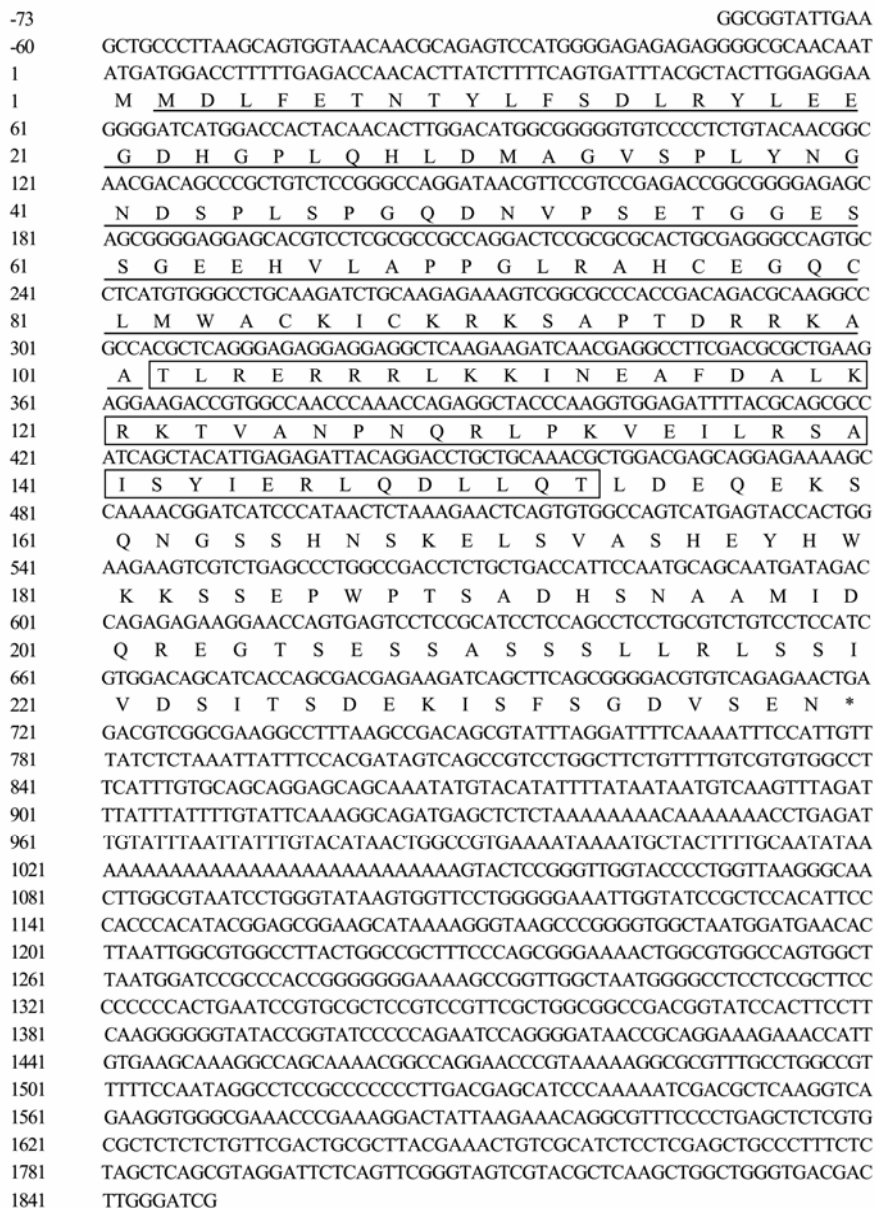 -73 GGCGGTATTGAA
-60 GCTGCCCTTAAGCAGTGGTAACAACGCAGAGTCCATGGGGAGAGAGAGGGGCGCAACAAT
1 ATGATGGACCTTTTTGAGACCAACACTTATCTTTTCAGTGATTTACGCTACTTGGAGGAA
1 M M D L F E T N T Y L F S D L R Y L E E
61 GGGGATCATGGACCACTACAACACTTGGACATGGCGGGGGTGTCCCCTCTGTACAACGGC
21 G D H G P L Q H L D M A G V S P L Y N G
121 AACGACAGCCCGCTGTCTCCGGGCCAGGATAACGTTCCGTCCGAGACCGGCGGGGAGAGC
41 N D S P L S P G Q D N V P S E T G G E S
181 AGCGGGGAGGAGCACGTCCTCGCGCCGCCAGGACTCCGCGCGCACTGCGAGGGCCAGTGC
61 S G E E H V L A P P G L R A H C E G Q C
241 CTCATGTGGGCCTGCAAGATCTGCAAGAGAAAGTCGGCGCCCACCGACAGACGCAAGGCC
81 L M W A C K I C K R K S A P T D R R K A
301 GCCACGCTCAGGGAGAGGAGGAGGCTCAAGAAGATCAACGAGGCCTTCGACGCGCTGAAG
101 A T L R E R R R L K K I N E A F D A L K
361 AGGAAGACCGTGGCCAACCCAAACCAGAGGCTACCCAAGGTGGAGATTTTACGCAGCGCC
121 R K T V A N P N Q R L P K V E I L R S A
421 ATCAGCTACATTGAGAGATTACAGGACCTGCTGCAAACGCTGGACGAGCAGGAGAAAAGC
141 I S Y I E R L Q D L L Q T L D E Q E K S
481 CAAAACGGATCATCCCATAACTCTAAAGAACTCAGTGTGGCCAGTCATGAGTACCACTGG
161 Q N G S S H N S K E L S V A S H E Y H W
541 AAGAAGTCGTCTGAGCCCTGGCCGACCTCTGCTGACCATTCCAATGCAGCAATGATAGAC
181 K K S S E P W P T S A D H S N A A M I D
601 CAGAGAGAAGGAACCAGTGAGTCCTCCGCATCCTCCAGCCTCCTGCGTCTGTCCTCCATC
201 Q R E G T S E S S A S S S L L R L S S I
661 GTGGACAGCATCACCAGCGACGAGAAGATCAGCTTCAGCGGGGACGTGTCAGAGAACTGA
221 V D S I T S D E K I S F S G D V S E N *
721 GACGTCGGCGAAGGCCTTTAAGCCGACAGCGTATTTAGGATTTTCAAAATTTCCATTGTT
781 TATCTCTAAATTATTTCCACGATAGTCAGCCGTCCTGGCTTCTGTTTTGTCGTGTGGCCT
841 TCATTTGTGCAGCAGGAGCAGCAAATATGTACATATTTTATAATAATGTCAAGTTTAGAT
901 TTATTTATTTTGTATTCAAAGGCAGATGAGCTCTCTAAAAAAAAACAAAAAAACCTGAGAT
961 TGTATTTAATTATTTGTACATAACTGGCCGTGAAAATAAAATGCTACTTTTGCAATATAA
1021 AAAAAAAAAAAAAAAAAAAAAAAAAAAAAGTACTCCGGGTTGGTACCCCTGGTTAAGGGCAA
1081 CTTGGCGTAATCCTGGGTATAAGTGGTTCCTGGGGGAAATTGGTATCCGCTCCACATTCC
1141 CACCCACATACGGAGCGGAAGCATAAAAGGGTAAGCCCGGGGTGGCTAATGGATGAACAC
1201 TTAATTGGCGTGGCCTTACTGGCCGCTTTCCCAGCGGGAAAACTGGCGTGGCCAGTGGCT
1261 TAATGGATCCGCCCACCGGGGGGGAAAAGCCGGTTGGCTAATGGGGCCTCCTCCGCTTCC
1321 CCCCCCACTGAATCCGTGCGCTCCGTCCGTTCGCTGGCGGCCGACGGTATCCACTTCCTT
1381 CAAGGGGGGTATACCGGTATCCCCCAGAATCCAGGGGATAACCGCAGGAAAGAAACCATT
1441 GTGAAGCAAAGGCCAGCAAAACGGCCAGGAACCCGTAAAAAGGCGCGTTTGCCTGGCCGT
1501 TTTTCCAATAGGCCTCCGCCCCCCCTTGACGAGCATCCCAAAAATCGACGCTCAAGGTCA
1561 GAAGGTGGGCGAAACCCGAAAGGACTATTAAGAAACAGGCGTTTCCCCTGAGCTCTCGTG
1621 CGCTCTCTCTGTTCGACTGCGCTTACGAAACTGTCGCATCTCCTCGAGCTGCCCTTTCTC
1781 TAGCTCAGCGTAGGATTCTCAGTTCGGGTAGTCGTACGCTCAAGCTGGCTGGGTGACGAC
1841 TTGGGATCG